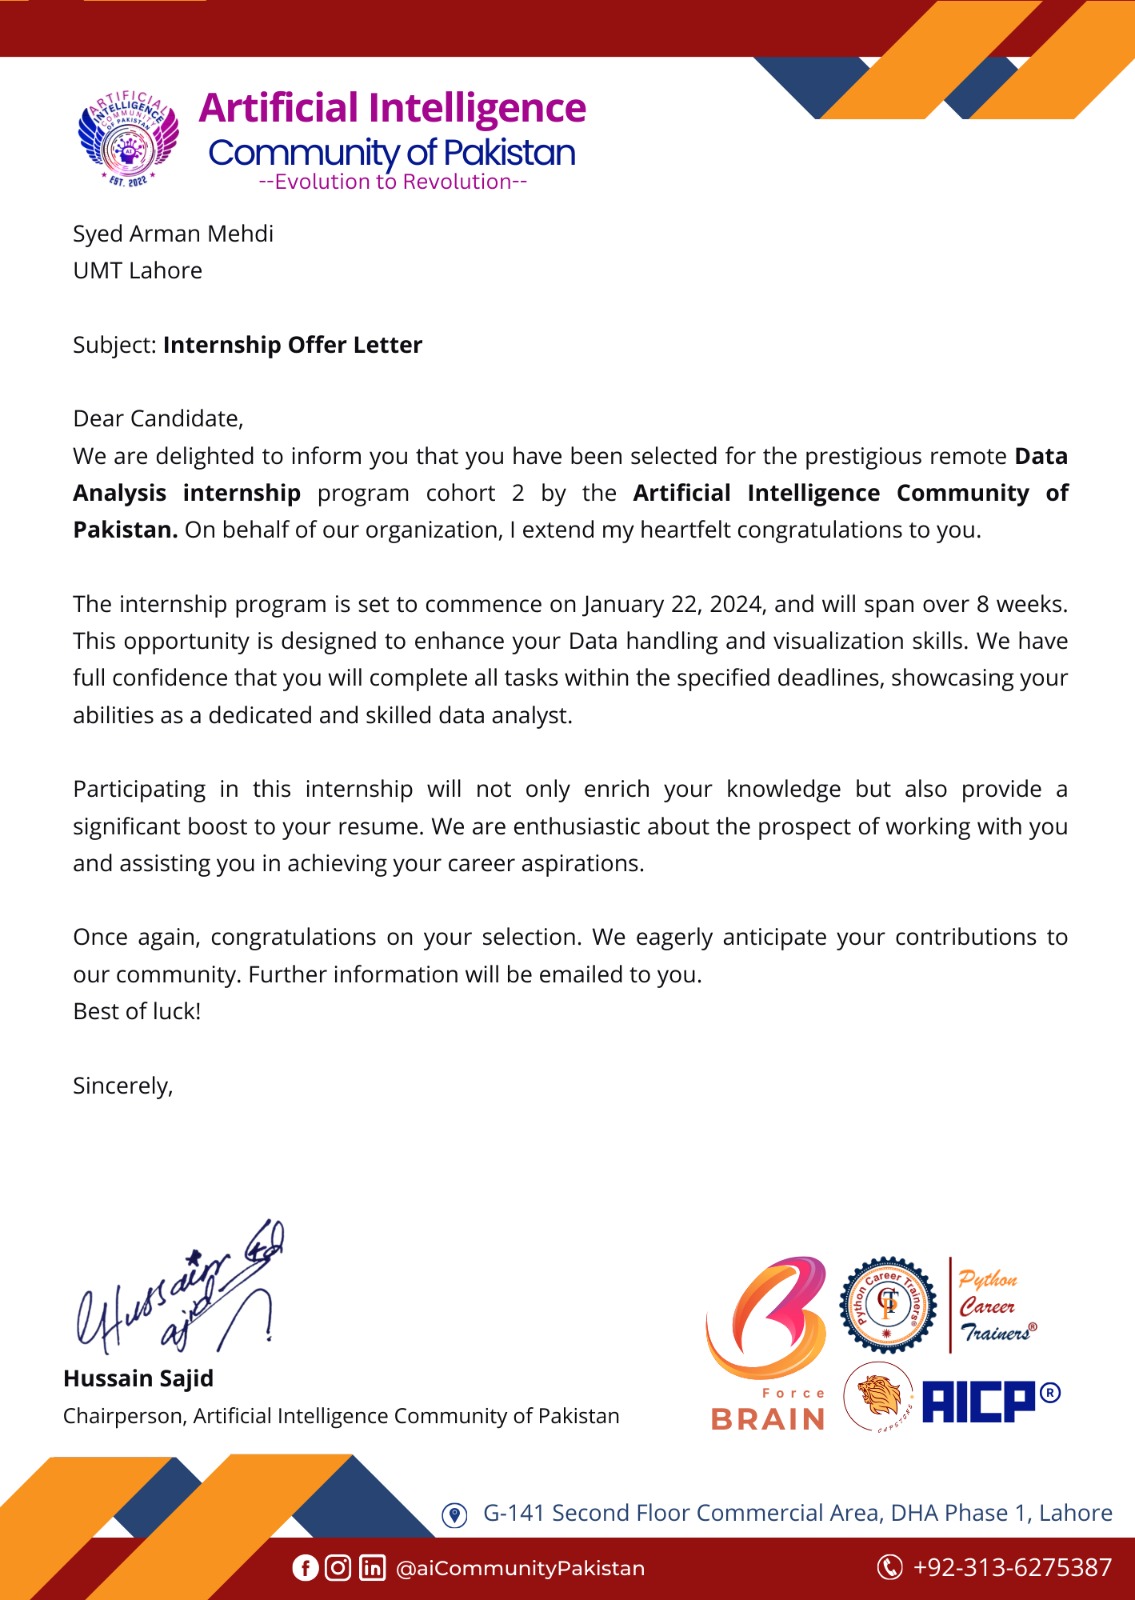 ARTIFICIAL
INTELLIGENCE
COMMUNITY
OF PAKISTAN
AI
EST. 2022
Artificial Intelligence
Community of Pakistan
--Evolution to Revolution--
Syed Arman Mehdi
UMT Lahore
Subject: Internship Offer Letter
Dear Candidate,
We are delighted to inform you that you have been selected for the prestigious remote Data
Analysis internship program cohort 2 by the Artificial Intelligence Community of
Pakistan. On behalf of our organization, I extend my heartfelt congratulations to you.
The internship program is set to commence on January 22, 2024, and will span over 8 weeks.
This opportunity is designed to enhance your Data handling and visualization skills. We have
full confidence that you will complete all tasks within the specified deadlines, showcasing your
abilities as a dedicated and skilled data analyst.
Participating in this internship will not only enrich your knowledge but also provide a
significant boost to your resume. We are enthusiastic about the prospect of working with you
and assisting you in achieving your career aspirations.
Once again, congratulations on your selection. We eagerly anticipate your contributions to
our community. Further information will be emailed to you.
Best of luck!
Sincerely,
Hussain
Hussain Sajid
Chairperson, Artificial Intelligence Community of Pakistan
Force
BRAIN
Python Career Trainers®
Python
Career
Trainers®
AICP®
G-141 Second Floor Commercial Area, DHA Phase 1, Lahore
@aiCommunityPakistan
+92-313-6275387